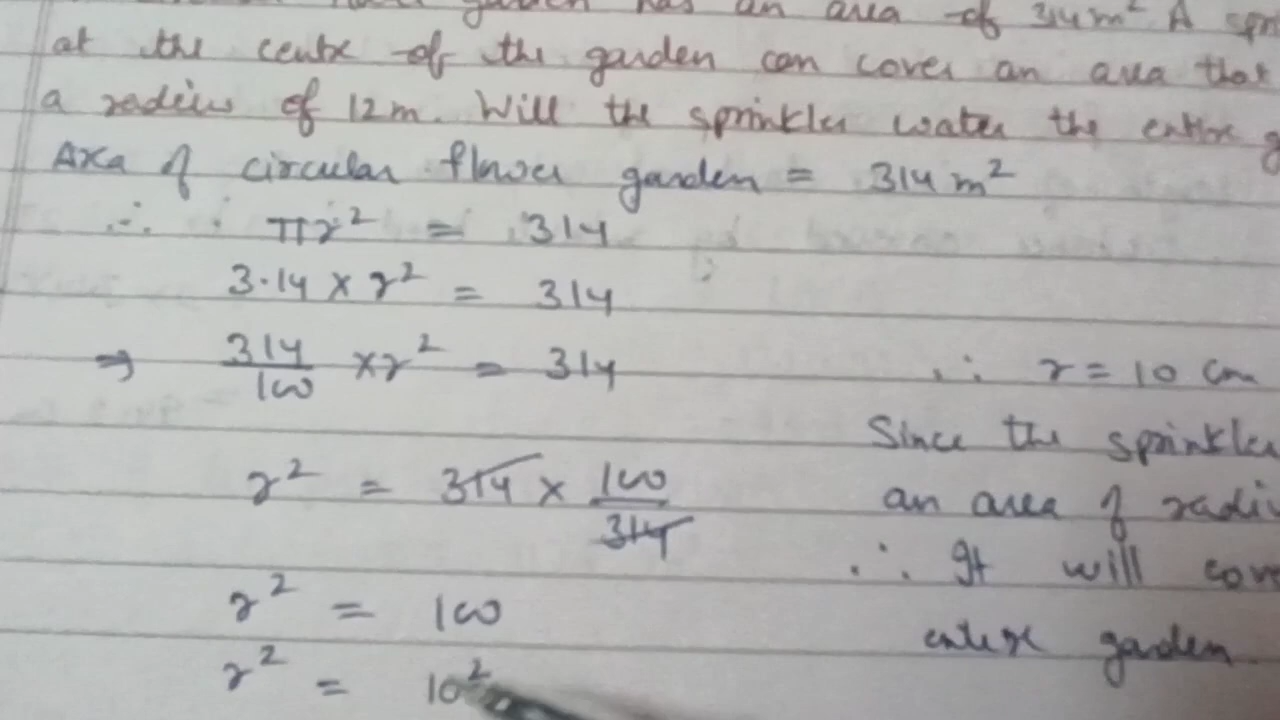 garden has an area of 314 m² A
at the centre of the garden can cover an area that
a radius of 12m. Will the sprinkler water the entire
Area of circular flower garden = 314 m²
∴ πr² = 314
3.14 × r² = 314
⇒ 314/100 × r² = 314
r² = 314 × 100/314
r² = 100
r² = 10²
∴ r = 10 cm
Since the sprinkler
an area of
∴ It will
entire garden